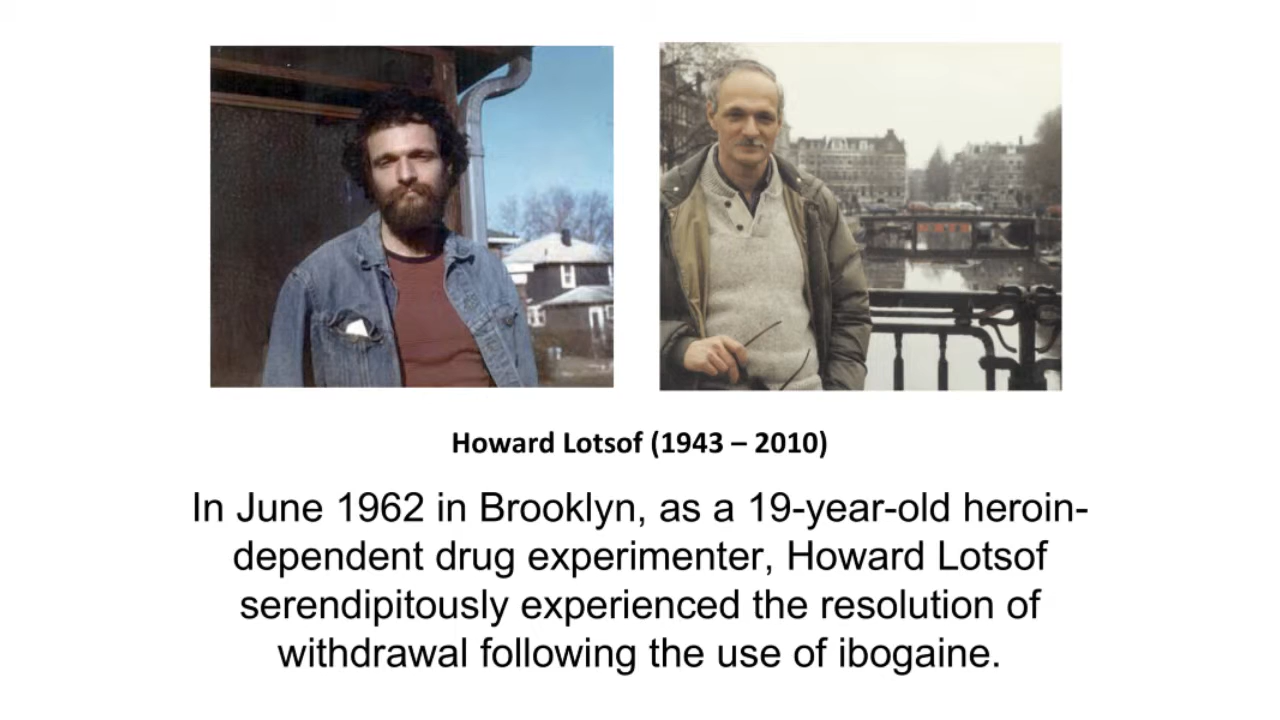 Howard Lotsof (1943 – 2010)
In June 1962 in Brooklyn, as a 19-year-old heroin-
dependent drug experimenter, Howard Lotsof
serendipitously experienced the resolution of
withdrawal following the use of ibogaine.